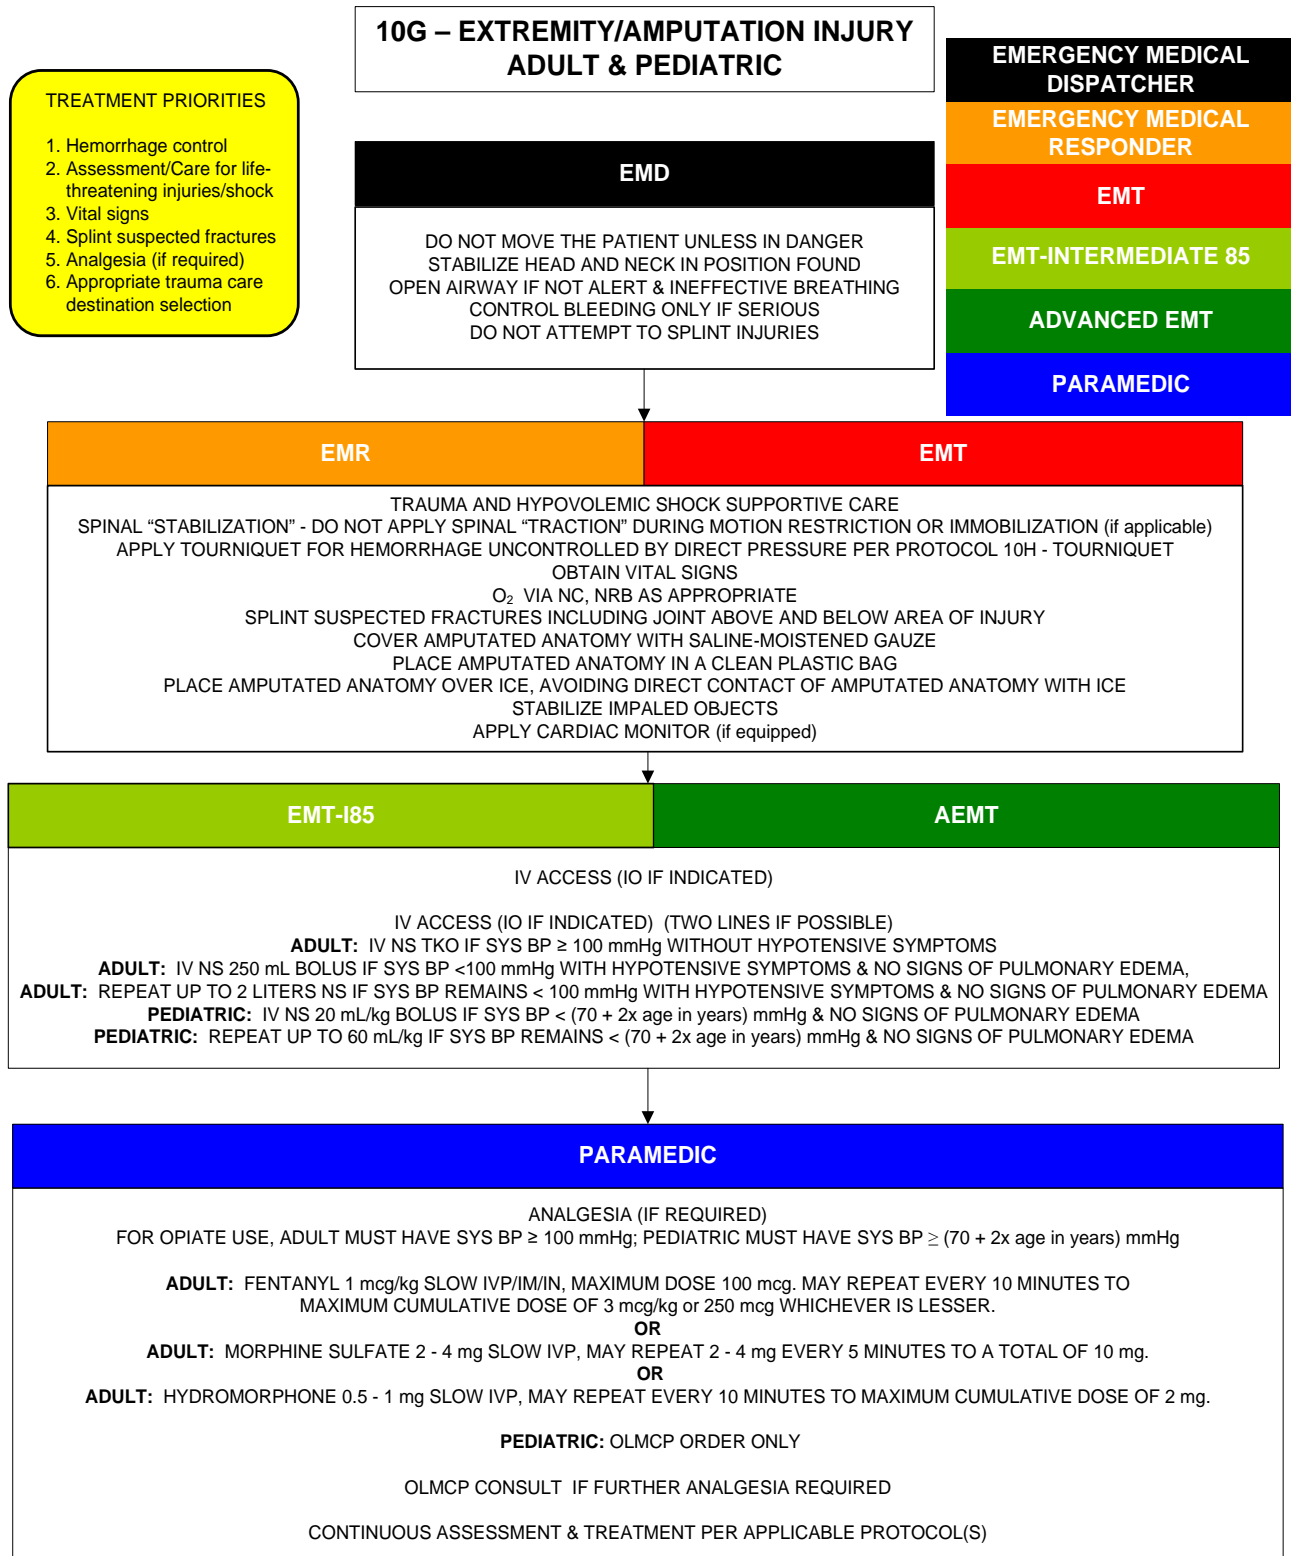 10G – EXTREMITY/AMPUTATION INJURY
ADULT & PEDIATRIC
TREATMENT PRIORITIES
1. Hemorrhage control
2. Assessment/Care for life-
threatening injuries/shock
3. Vital signs
4. Splint suspected fractures
5. Analgesia (if required)
6. Appropriate trauma care
destination selection
EMERGENCY MEDICAL
DISPATCHER
EMERGENCY MEDICAL
RESPONDER
EMT
EMT-INTERMEDIATE 85
ADVANCED EMT
PARAMEDIC
EMD
DO NOT MOVE THE PATIENT UNLESS IN DANGER
STABILIZE HEAD AND NECK IN POSITION FOUND
OPEN AIRWAY IF NOT ALERT & INEFFECTIVE BREATHING
CONTROL BLEEDING ONLY IF SERIOUS
DO NOT ATTEMPT TO SPLINT INJURIES
EMR
EMT
TRAUMA AND HYPOVOLEMIC SHOCK SUPPORTIVE CARE
SPINAL “STABILIZATION” - DO NOT APPLY SPINAL “TRACTION” DURING MOTION RESTRICTION OR IMMOBILIZATION (if applicable)
APPLY TOURNIQUET FOR HEMORRHAGE UNCONTROLLED BY DIRECT PRESSURE PER PROTOCOL 10H - TOURNIQUET
OBTAIN VITAL SIGNS
O₂ VIA NC, NRB AS APPROPRIATE
SPLINT SUSPECTED FRACTURES INCLUDING JOINT ABOVE AND BELOW AREA OF INJURY
COVER AMPUTATED ANATOMY WITH SALINE-MOISTENED GAUZE
PLACE AMPUTATED ANATOMY IN A CLEAN PLASTIC BAG
PLACE AMPUTATED ANATOMY OVER ICE, AVOIDING DIRECT CONTACT OF AMPUTATED ANATOMY WITH ICE
STABILIZE IMPALED OBJECTS
APPLY CARDIAC MONITOR (if equipped)
EMT-I85
AEMT
IV ACCESS (IO IF INDICATED)
IV ACCESS (IO IF INDICATED) (TWO LINES IF POSSIBLE)
ADULT: IV NS TKO IF SYS BP ≥ 100 mmHg WITHOUT HYPOTENSIVE SYMPTOMS
ADULT: IV NS 250 mL BOLUS IF SYS BP <100 mmHg WITH HYPOTENSIVE SYMPTOMS & NO SIGNS OF PULMONARY EDEMA,
ADULT: REPEAT UP TO 2 LITERS NS IF SYS BP REMAINS < 100 mmHg WITH HYPOTENSIVE SYMPTOMS & NO SIGNS OF PULMONARY EDEMA
PEDIATRIC: IV NS 20 mL/kg BOLUS IF SYS BP < (70 + 2x age in years) mmHg & NO SIGNS OF PULMONARY EDEMA
PEDIATRIC: REPEAT UP TO 60 mL/kg IF SYS BP REMAINS < (70 + 2x age in years) mmHg & NO SIGNS OF PULMONARY EDEMA
PARAMEDIC
ANALGESIA (IF REQUIRED)
FOR OPIATE USE, ADULT MUST HAVE SYS BP ≥ 100 mmHg; PEDIATRIC MUST HAVE SYS BP ≥ (70 + 2x age in years) mmHg
ADULT: FENTANYL 1 mcg/kg SLOW IVP/IM/IN, MAXIMUM DOSE 100 mcg. MAY REPEAT EVERY 10 MINUTES TO
MAXIMUM CUMULATIVE DOSE OF 3 mcg/kg or 250 mcg WHICHEVER IS LESSER.
OR
ADULT: MORPHINE SULFATE 2 - 4 mg SLOW IVP, MAY REPEAT 2 - 4 mg EVERY 5 MINUTES TO A TOTAL OF 10 mg.
OR
ADULT: HYDROMORPHONE 0.5 - 1 mg SLOW IVP, MAY REPEAT EVERY 10 MINUTES TO MAXIMUM CUMULATIVE DOSE OF 2 mg.
PEDIATRIC: OLMCP ORDER ONLY
OLMCP CONSULT IF FURTHER ANALGESIA REQUIRED
CONTINUOUS ASSESSMENT & TREATMENT PER APPLICABLE PROTOCOL(S)